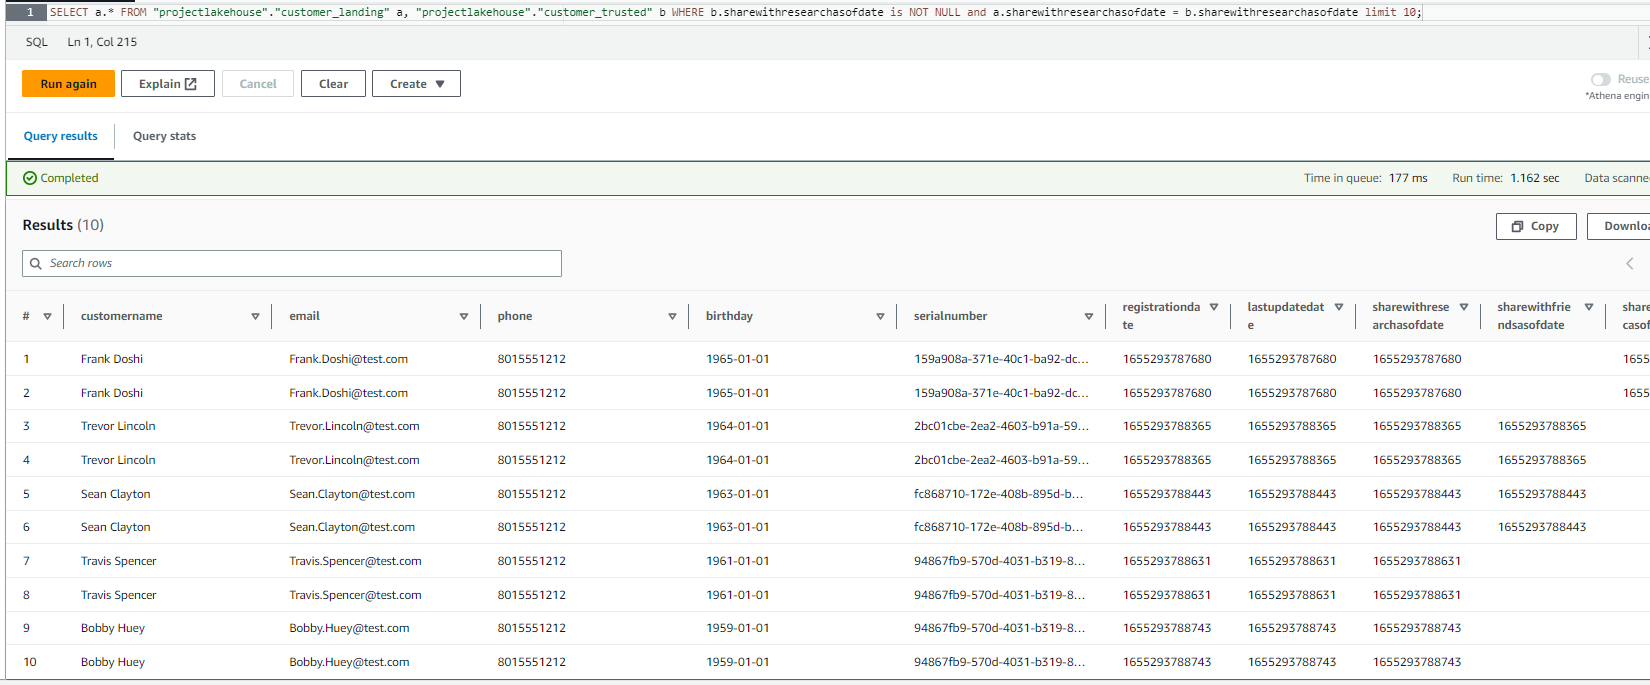 1 SELECT a.* FROM "projectlakehouse"."customer_landing" a, "projectlakehouse"."customer_trusted" b WHERE b.sharewithresearchasofdate is NOT NULL and a.sharewithresearchasofdate = b.sharewithresearchasofdate limit 10;
SQL Ln 1, Col 215
Run again Explain Cancel Clear Create Reuse
*Athena engin
Query results Query stats
Completed Time in queue: 177 ms Run time: 1.162 sec Data scanne
Results (10) Copy Downloa
Search rows
# customername email phone birthday serialnumber registrationda lastupdatedat sharewithrese sharewithfrie share
te e archasofdate ndsasofdate casof
1 Frank Doshi Frank.Doshi@test.com 8015551212 1965-01-01 159a908a-371e-40c1-ba92-dc... 1655293787680 1655293787680 1655293787680 1655
2 Frank Doshi Frank.Doshi@test.com 8015551212 1965-01-01 159a908a-371e-40c1-ba92-dc... 1655293787680 1655293787680 1655293787680 1655
3 Trevor Lincoln Trevor.Lincoln@test.com 8015551212 1964-01-01 2bc01cbe-2ea2-4603-b91a-59... 1655293788365 1655293788365 1655293788365 1655293788365
4 Trevor Lincoln Trevor.Lincoln@test.com 8015551212 1964-01-01 2bc01cbe-2ea2-4603-b91a-59... 1655293788365 1655293788365 1655293788365 1655293788365
5 Sean Clayton Sean.Clayton@test.com 8015551212 1963-01-01 fc868710-172e-408b-895d-b... 1655293788443 1655293788443 1655293788443 1655293788443
6 Sean Clayton Sean.Clayton@test.com 8015551212 1963-01-01 fc868710-172e-408b-895d-b... 1655293788443 1655293788443 1655293788443 1655293788443
7 Travis Spencer Travis.Spencer@test.com 8015551212 1961-01-01 94867fb9-570d-4031-b319-8... 1655293788631 1655293788631 1655293788631
8 Travis Spencer Travis.Spencer@test.com 8015551212 1961-01-01 94867fb9-570d-4031-b319-8... 1655293788631 1655293788631 1655293788631
9 Bobby Huey Bobby.Huey@test.com 8015551212 1959-01-01 94867fb9-570d-4031-b319-8... 1655293788743 1655293788743 1655293788743
10 Bobby Huey Bobby.Huey@test.com 8015551212 1959-01-01 94867fb9-570d-4031-b319-8... 1655293788743 1655293788743 1655293788743